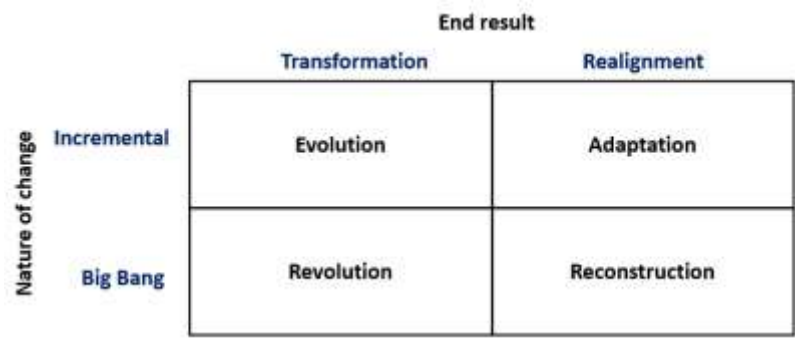 End result
Transformation Realignment
Nature of change
Incremental Evolution Adaptation
Big Bang Revolution Reconstruction